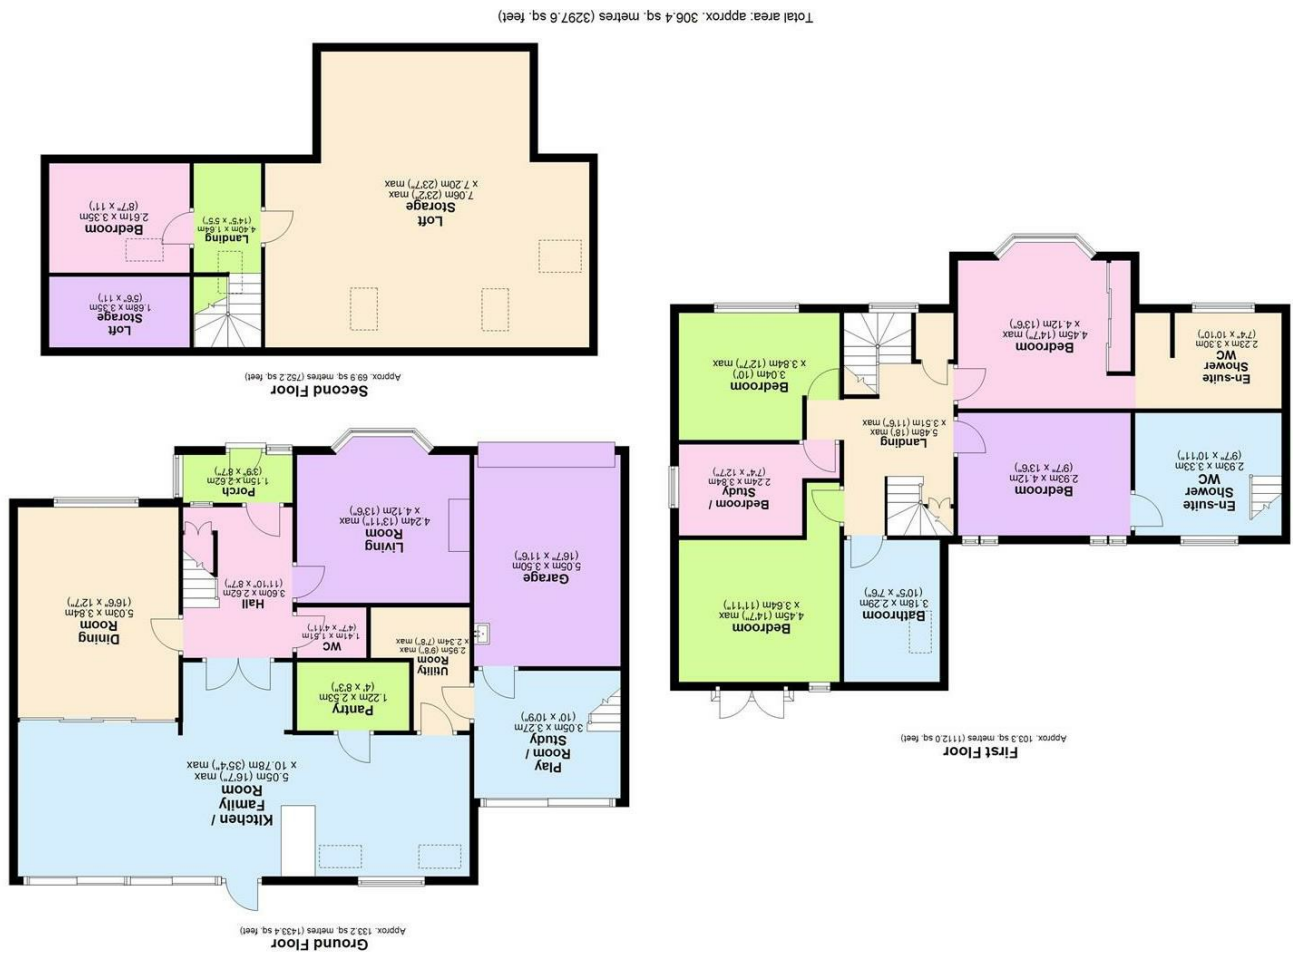 Ground Floor
Approx. 133.2 sq. metres (1433.4 sq. feet)
Kitchen /
Family
Room
5.05m (16'7") max
x 10.78m (35'4") max
Play
Room /
Study
3.05m x 3.27m
(10' x 10'9")
Pantry
1.22m x 2.53m
(4' x 8'3")
Utility
Room
2.95m (9'8") max
x 2.34m (7'8") max
WC
1.41m x 1.51m
(4'7" x 4'11")
Dining
Room
5.03m x 3.84m
(16'6" x 12'7")
Hall
3.60m x 2.62m
(11'10" x 8'7")
Garage
5.05m x 3.50m
(16'7" x 11'6")
Living
Room
4.24m (13'11") max
x 4.12m (13'6")
Porch
1.15m x 2.62m
(3'9" x 8'7")
First Floor
Approx. 103.3 sq. metres (1112.0 sq. feet)
Bedroom
4.45m (14'7") max
x 3.64m (11'11")
Bathroom
3.18m x 2.29m
(10'5" x 7'6")
Bedroom /
Study
2.24m x 3.84m
(7'4" x 12'7")
Bedroom
2.93m x 4.12m
(9'7" x 13'6")
En-suite
Shower
WC
2.93m x 3.33m
(9'7" x 10'11")
Landing
5.48m (18') max
x 3.51m (11'6") max
Bedroom
3.04m (10')
x 3.84m (12'7") max
Bedroom
4.45m (14'7") max
x 4.12m (13'6")
En-suite
Shower
WC
2.23m x 3.30m
(7'4" x 10'10")
Second Floor
Approx. 69.9 sq. metres (752.2 sq. feet)
Loft
Storage
1.68m x 3.35m
(5'6" x 11')
Bedroom
2.61m x 3.35m
(8'7" x 11')
Landing
4.40m x 1.64m
(14'5" x 5'5")
Loft
Storage
7.06m (23'2") max
x 7.20m (23'7") max
Total area: approx. 306.4 sq. metres (3297.6 sq. feet)